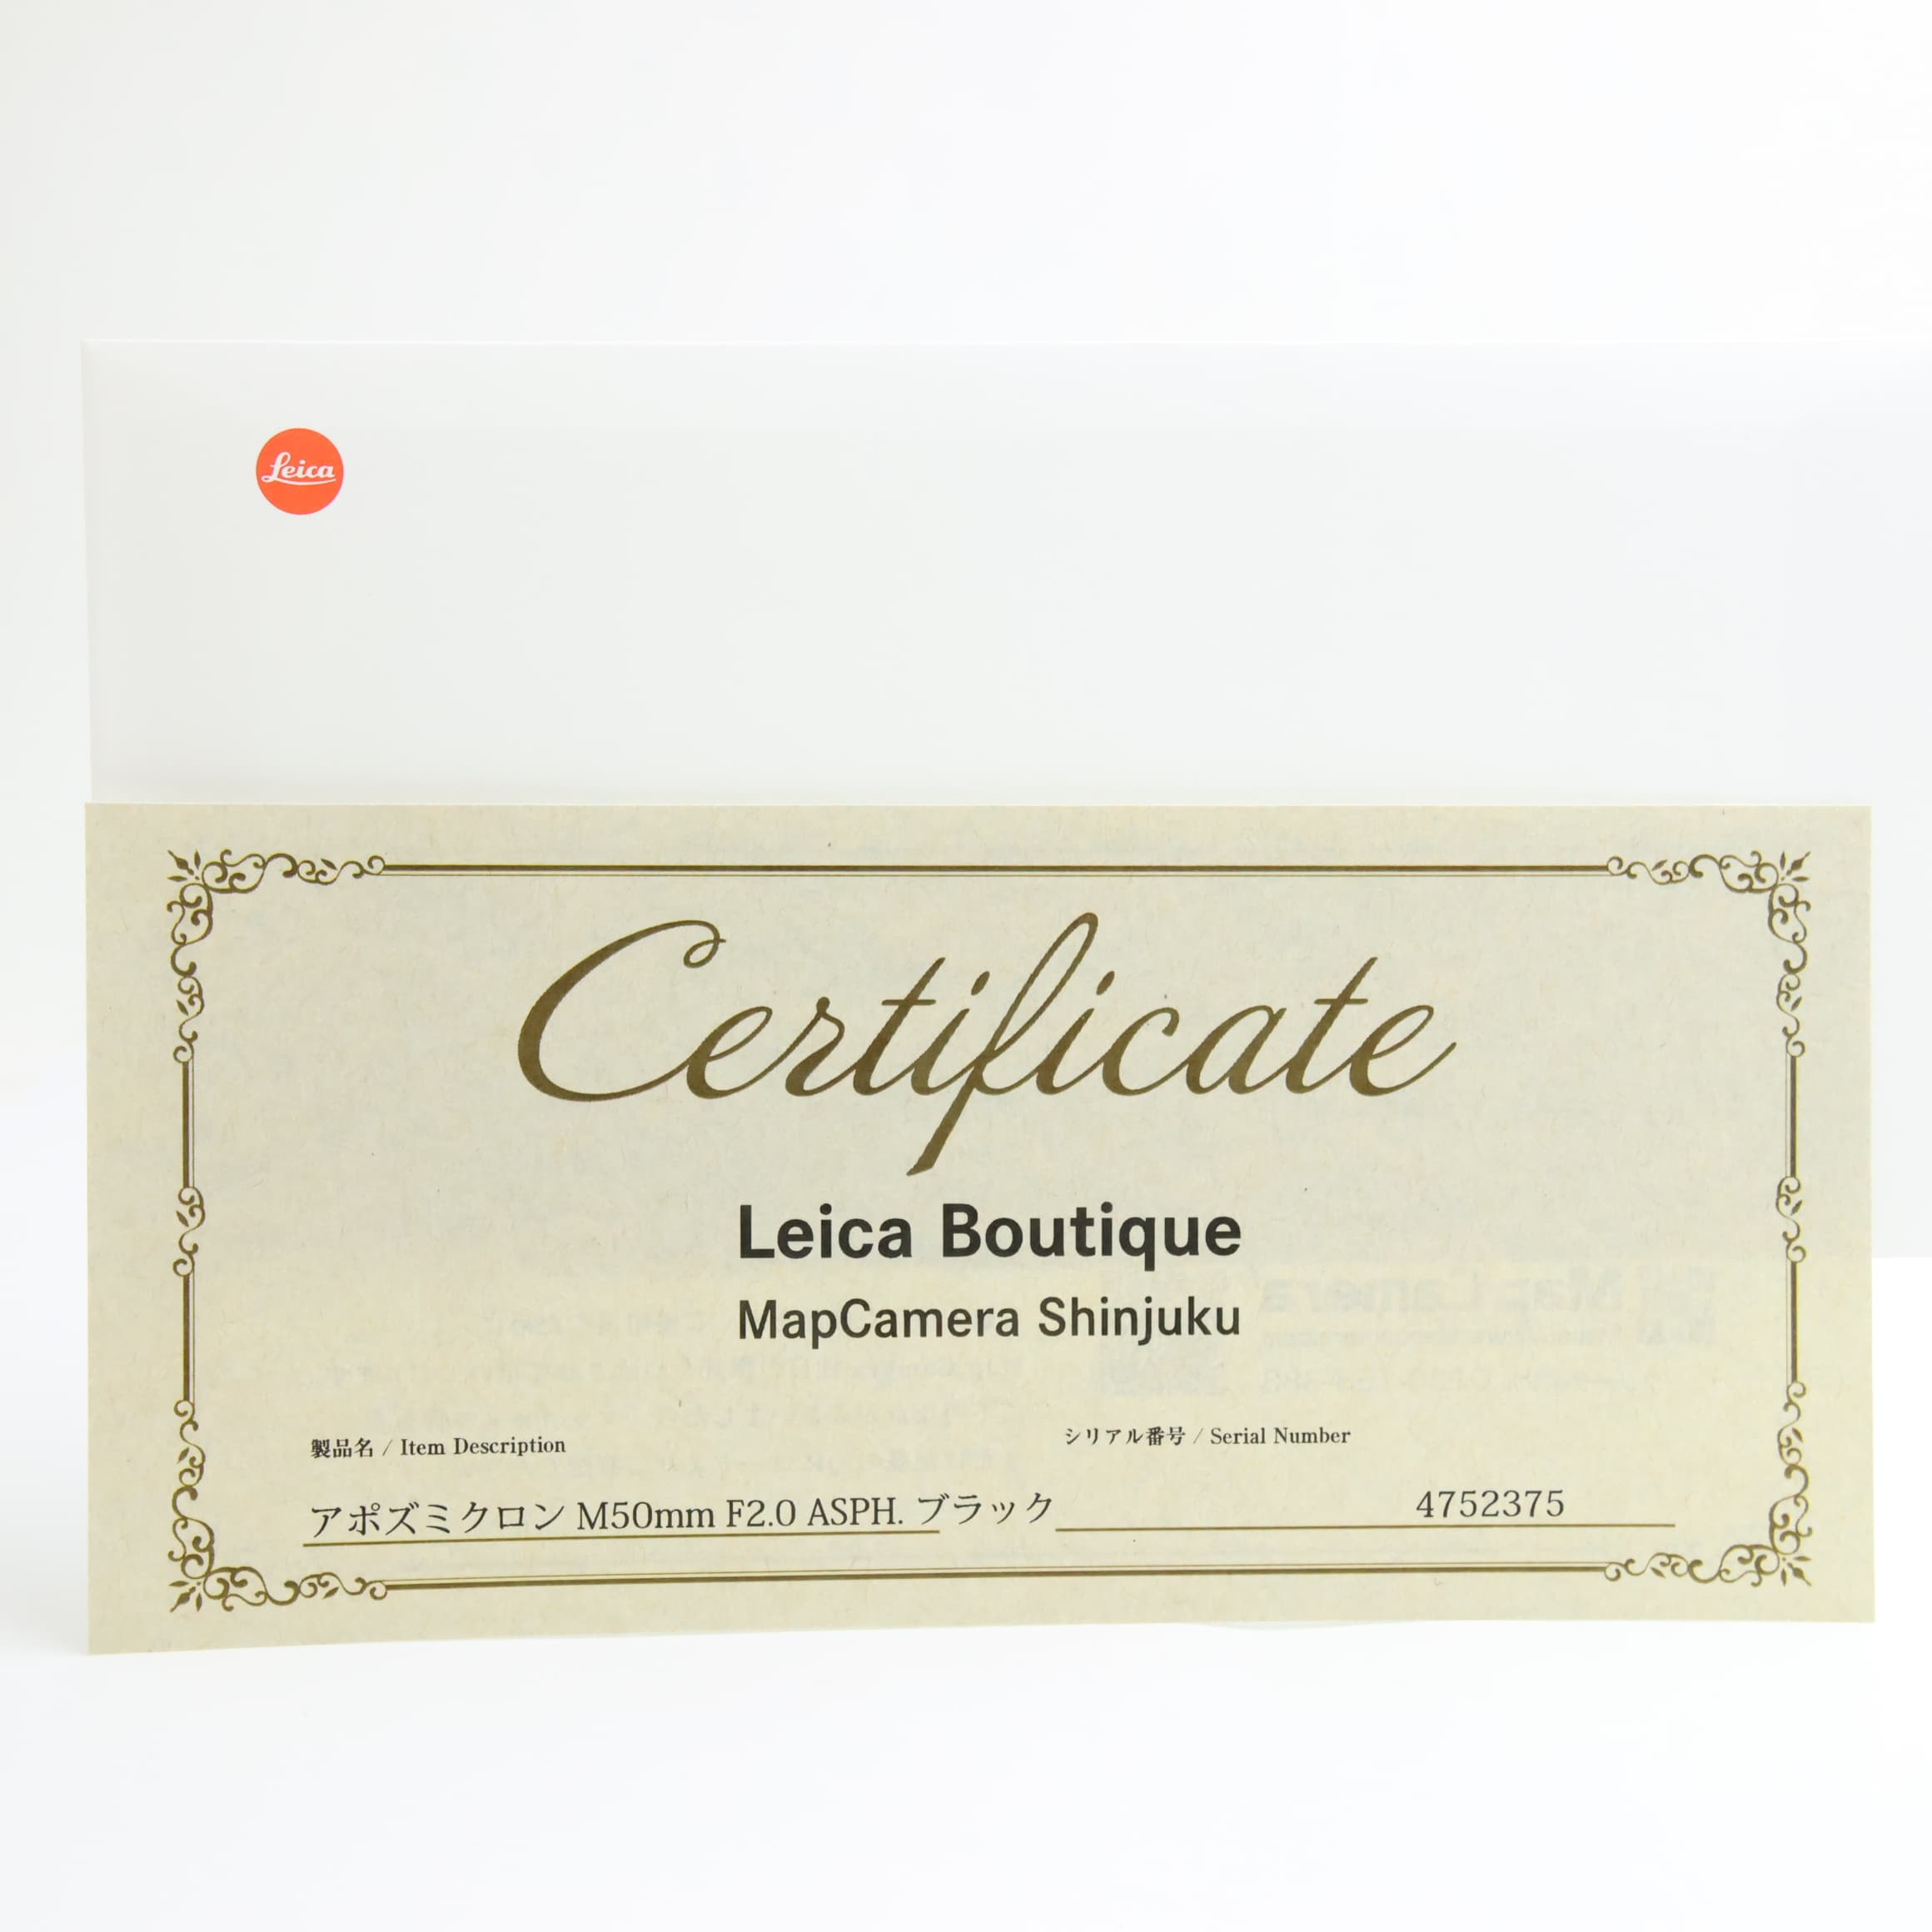 Leica
Certificate
Leica Boutique
MapCamera Shinjuku
製品名 / Item Description
シリアル番号 / Serial Number
アポズミクロン M50mm F2.0 ASPH. ブラック
4752375